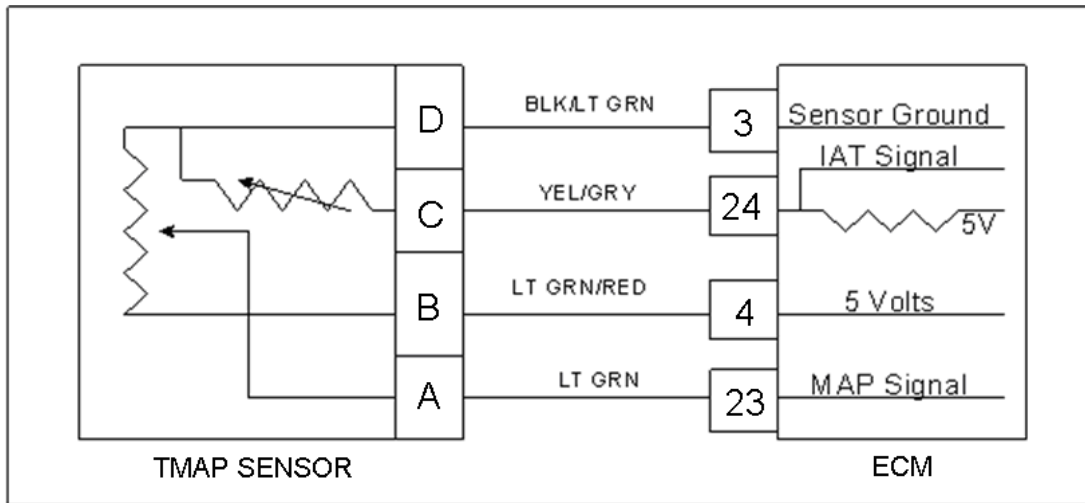 D BLK/LT GRN 3 Sensor Ground
IAT Signal
C YEL/GRY 24 5V
B LT GRN/RED 4 5 Volts
A LT GRN 23 MAP Signal
TMAP SENSOR ECM